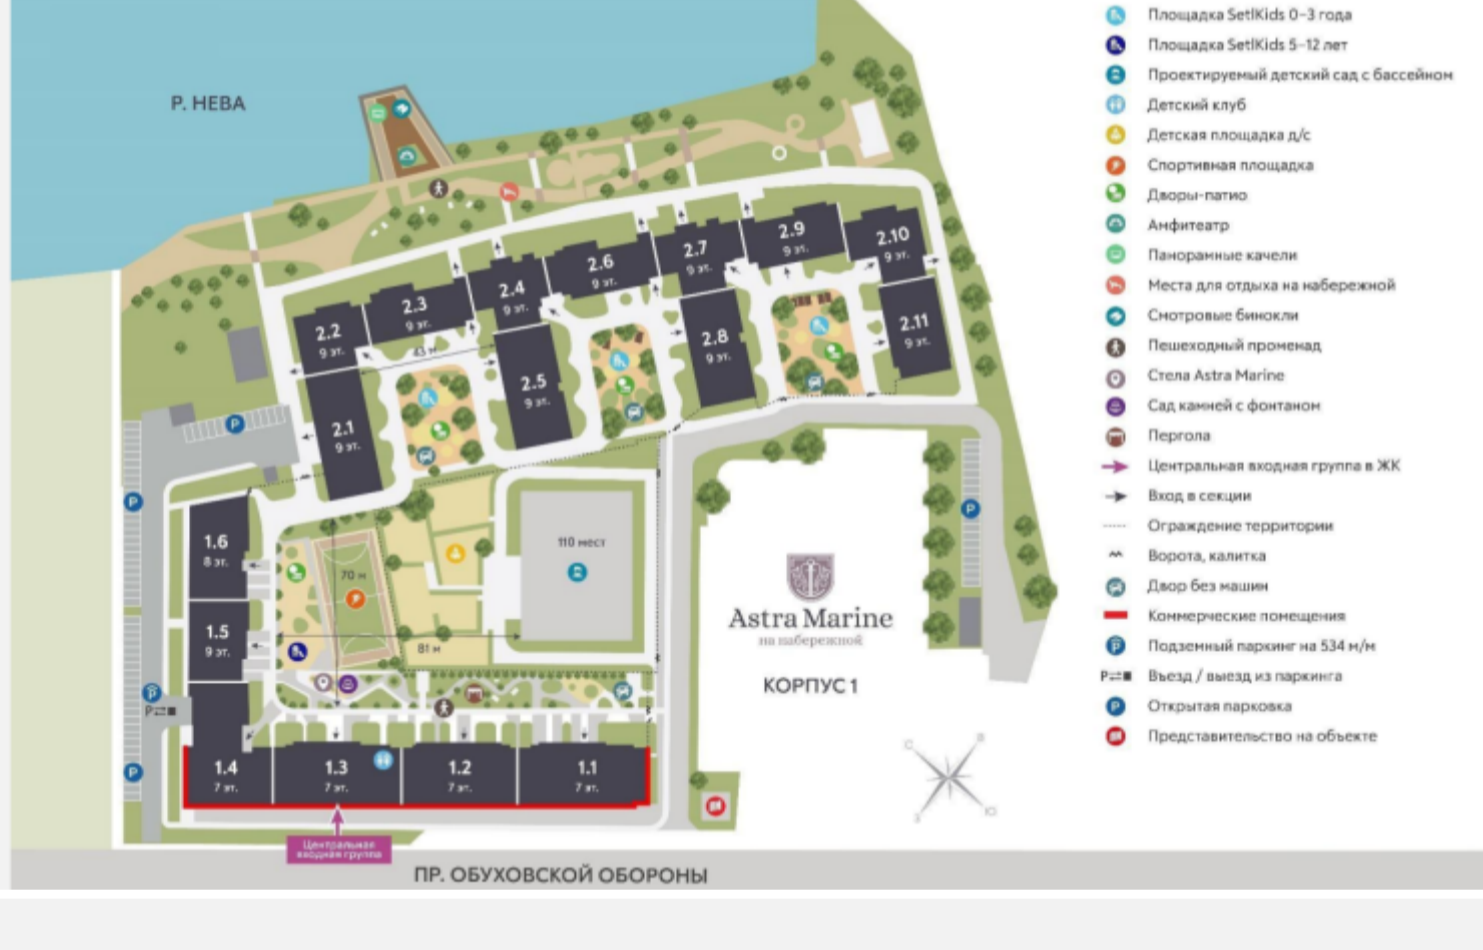 Р. НЕВА
2.2
9 эт.
2.3
9 эт.
2.4
9 эт.
2.6
9 эт.
2.7
9 эт.
2.9
9 эт.
2.10
9 эт.
2.1
9 эт.
43 м
2.5
9 эт.
2.8
9 эт.
2.11
9 эт.
P
P
1.6
8 эт.
1.5
9 эт.
70 м
81 м
110 мест
P
P
P⇄■
P
1.4
7 эт.
1.3
7 эт.
1.2
7 эт.
1.1
7 эт.
Центральная
входная группа
Astra Marine
на набережной
КОРПУС 1
С
В
З
Ю
ПР. ОБУХОВСКОЙ ОБОРОНЫ
Площадка SetlKids 0–3 года
Площадка SetlKids 5–12 лет
Проектируемый детский сад с бассейном
Детский клуб
Детская площадка д/с
Спортивная площадка
Дворы-патио
Амфитеатр
Панорамные качели
Места для отдыха на набережной
Смотровые бинокли
Пешеходный променад
Стела Astra Marine
Сад камней с фонтаном
Пергола
Центральная входная группа в ЖК
Вход в секции
Ограждение территории
Ворота, калитка
Двор без машин
Коммерческие помещения
P Подземный паркинг на 534 м/м
P⇄■ Въезд / выезд из паркинга
P Открытая парковка
Представительство на объекте